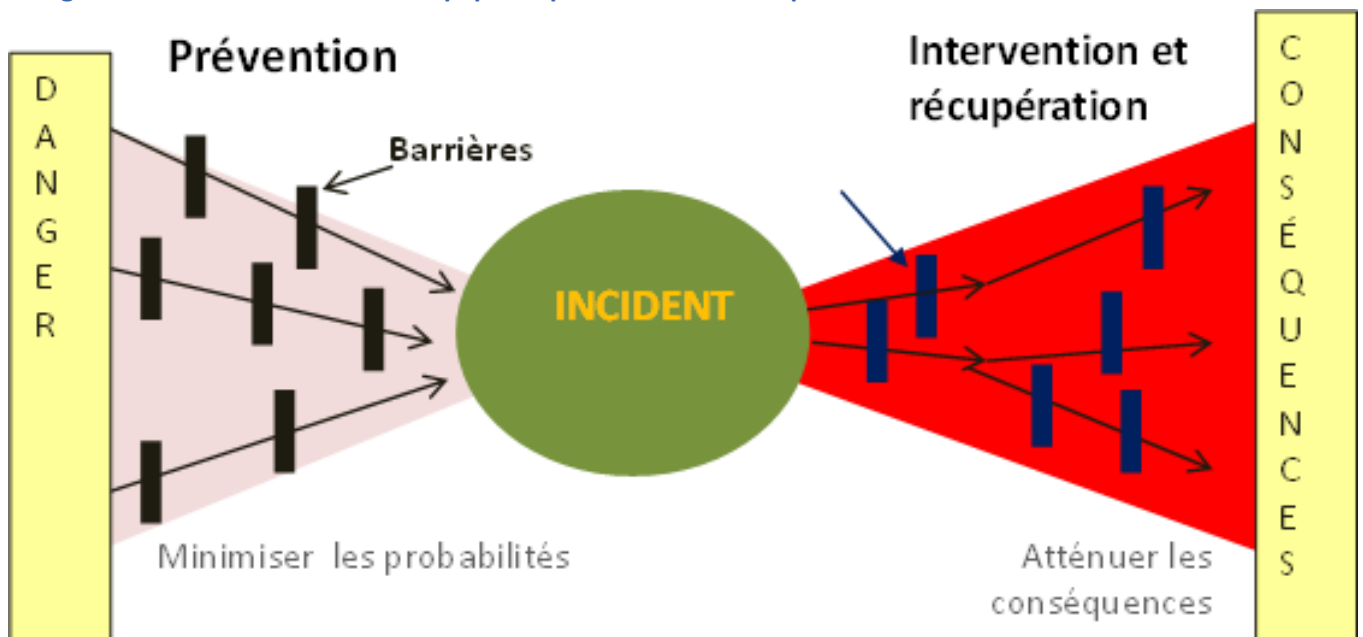 Prévention
Intervention et
récupération
DANGER
Barrières
INCIDENT
CONSÉQUENCES
Minimiser les probabilités
Atténuer les
conséquences